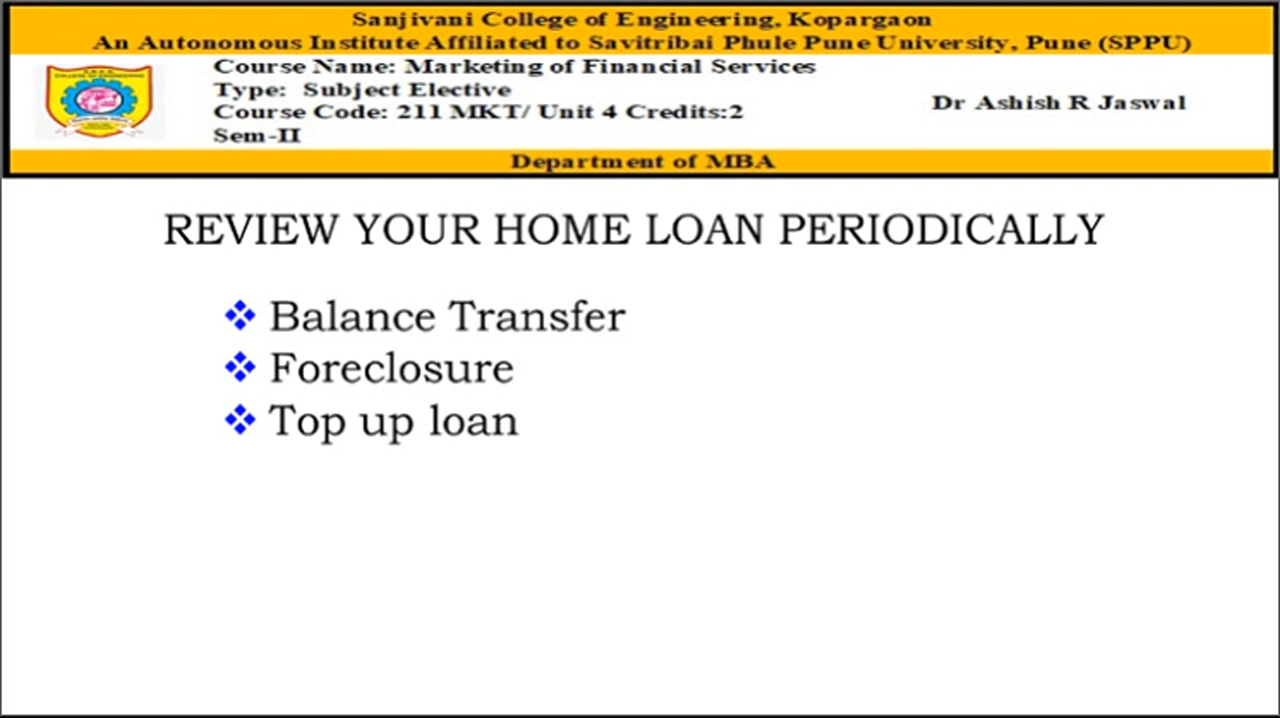 Sanjivani College of Engineering, Kopargaon
An Autonomous Institute Affiliated to Savitribai Phule Pune University, Pune (SPPU)
Course Name: Marketing of Financial Services
Type: Subject Elective
Course Code: 211 MKT/ Unit 4 Credits:2
Sem-II
Dr Ashish R Jaswal
Department of MBA
REVIEW YOUR HOME LOAN PERIODICALLY
❖ Balance Transfer
❖ Foreclosure
❖ Top up loan